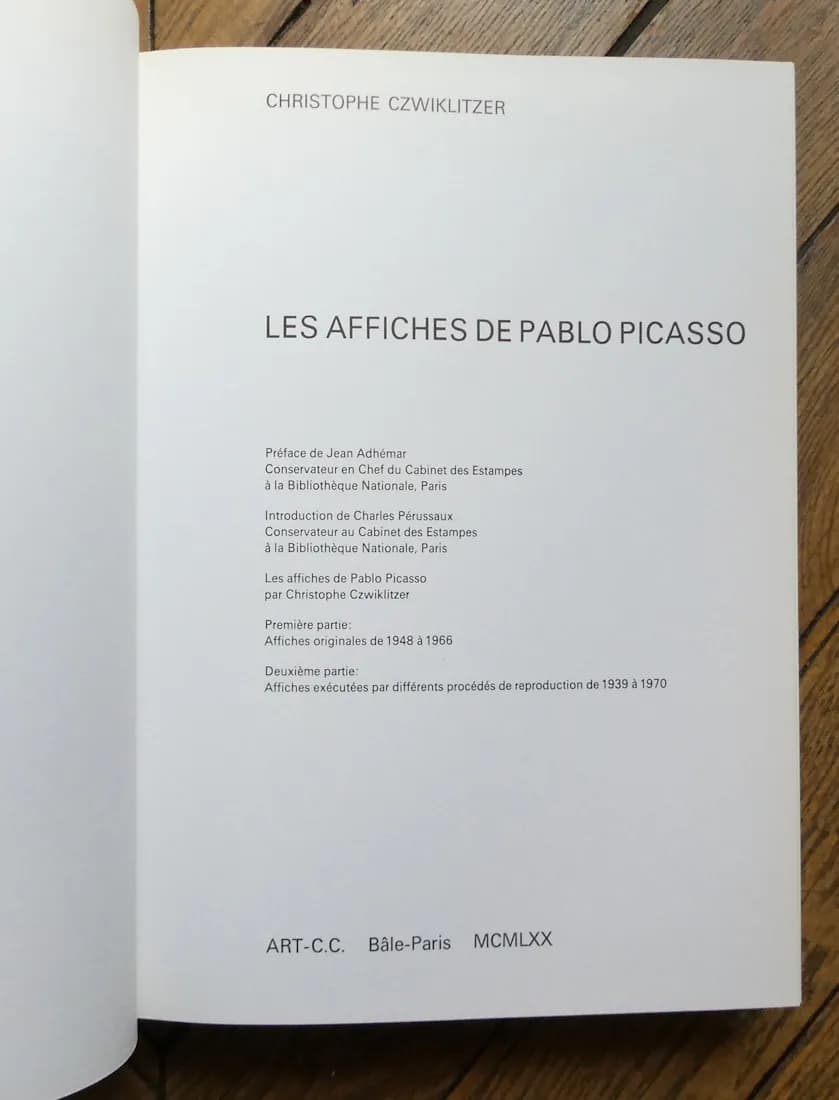 CHRISTOPHE CZWIKLITZER
LES AFFICHES DE PABLO PICASSO
Préface de Jean Adhémar
Conservateur en Chef du Cabinet des Estampes
à la Bibliothèque Nationale, Paris
Introduction de Charles Pérussaux
Conservateur au Cabinet des Estampes
à la Bibliothèque Nationale, Paris
Les affiches de Pablo Picasso
par Christophe Czwiklitzer
Première partie:
Affiches originales de 1948 à 1966
Deuxième partie:
Affiches exécutées par différents procédés de reproduction de 1939 à 1970
ART-C.C. Bâle-Paris MCMLXX